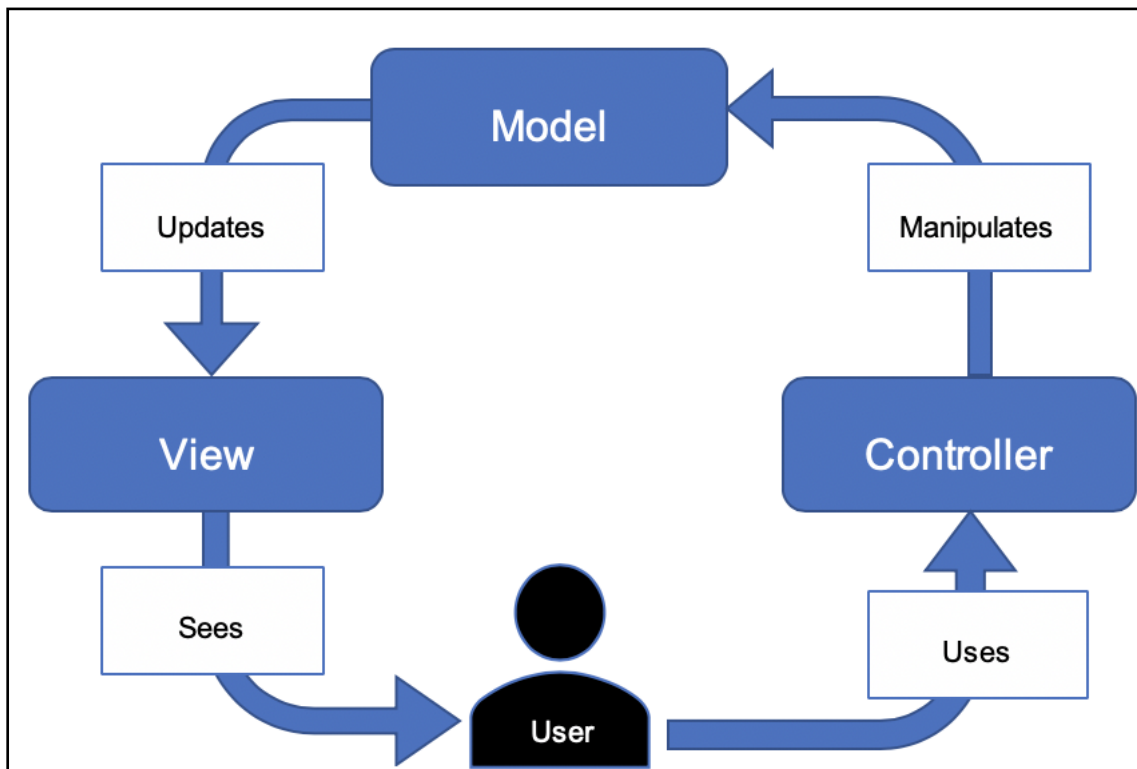 Model
Updates
Manipulates
View
Controller
Sees
Uses
User